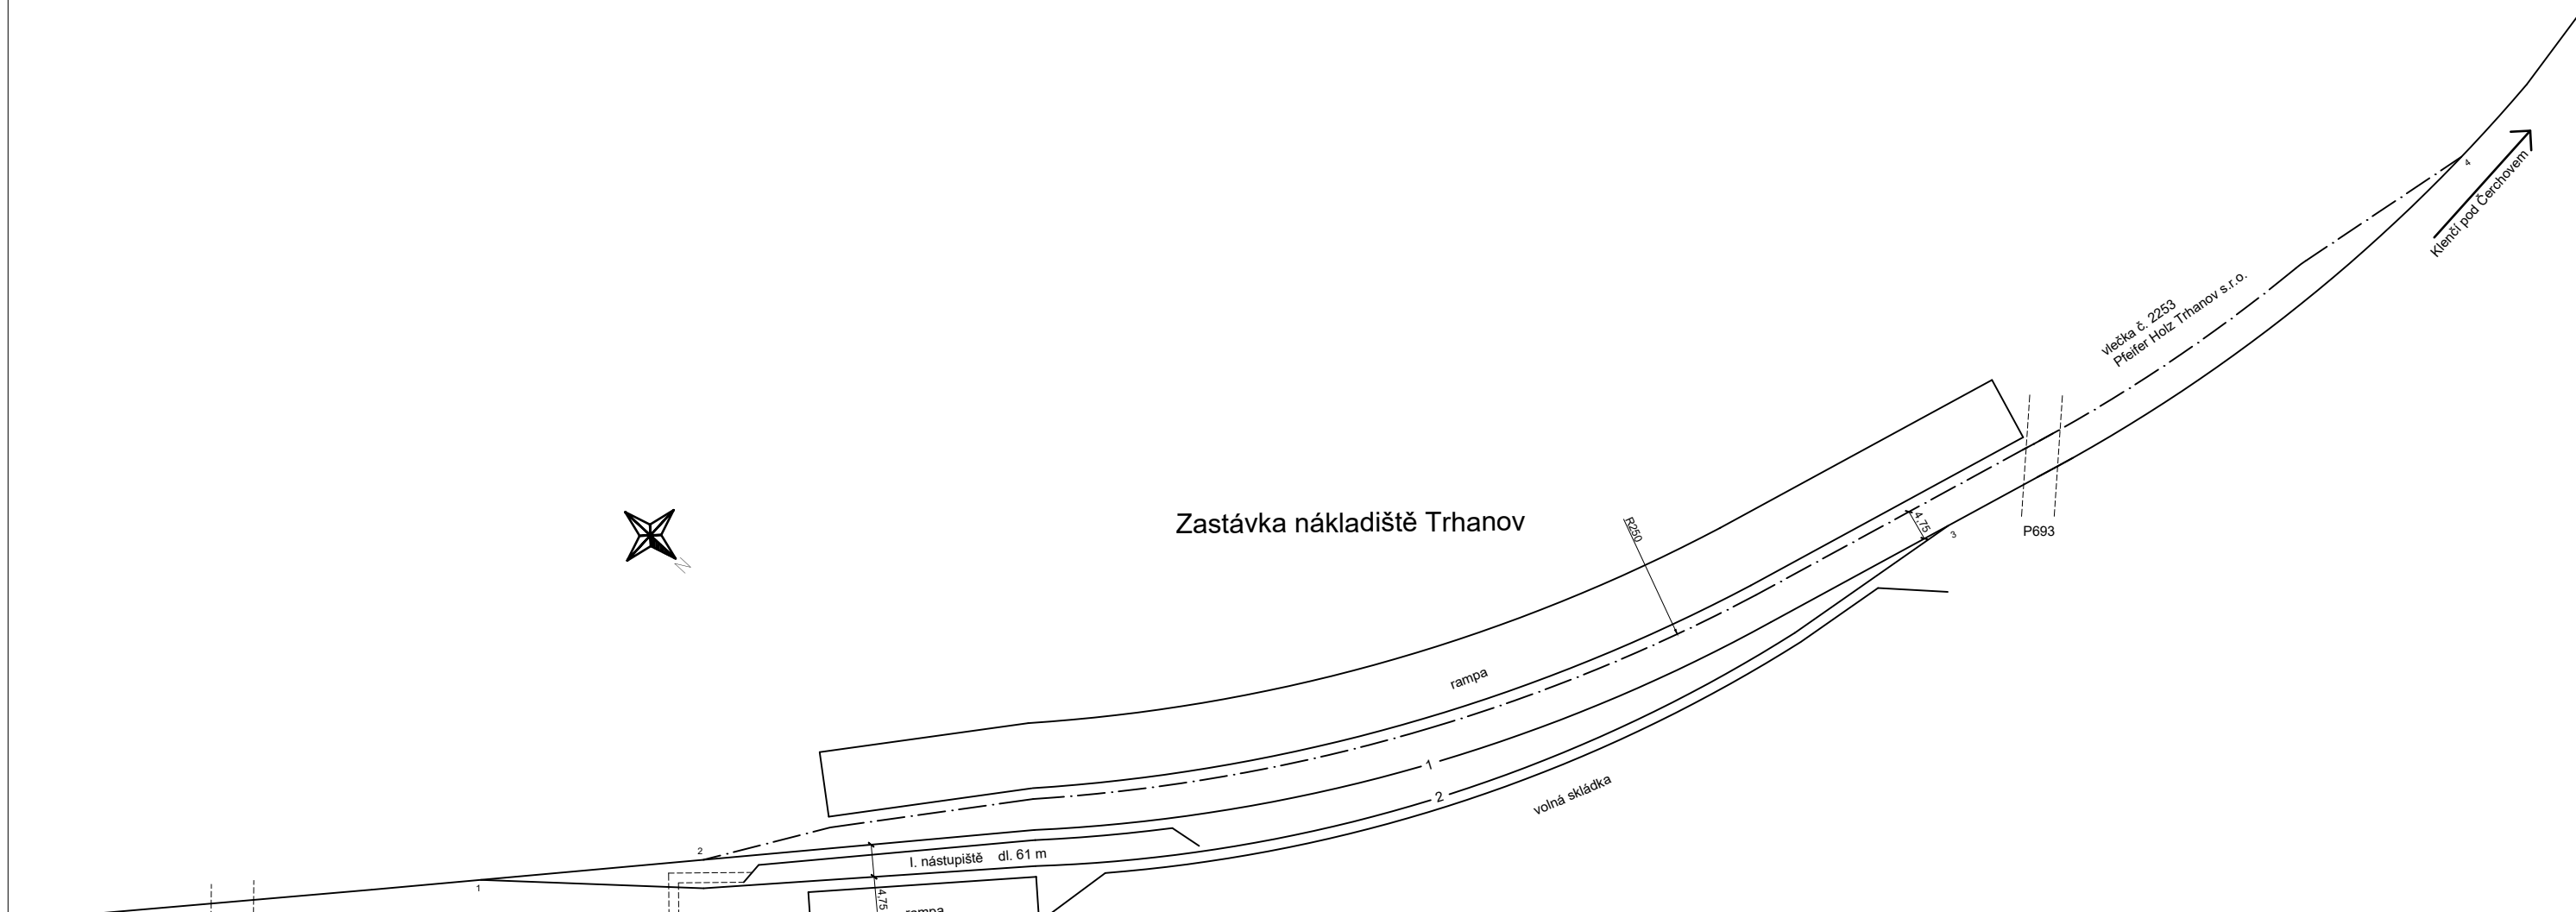 4
Klenčí pod Čerchovem
vlečka č. 2253
Pfeifer Holz Trhanov s.r.o.
Zastávka nákladiště Trhanov
R250
4,75
3
P693
N
rampa
1
2
volná skládka
2
I. nástupiště dl. 61 m
1
4,75
rampa